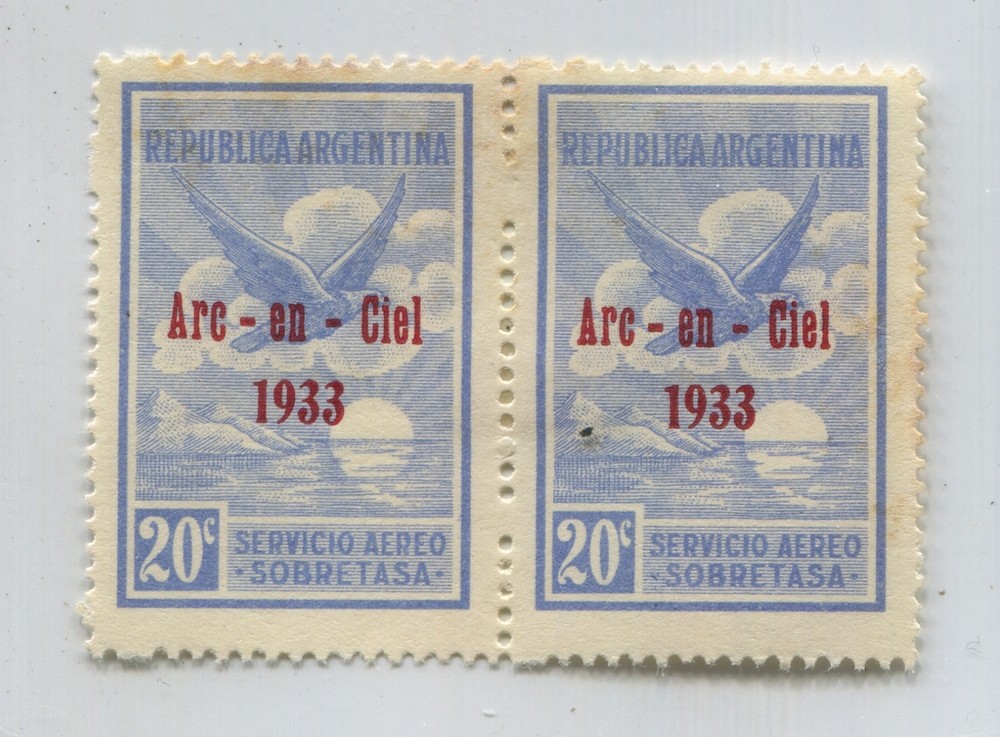 REPUBLICA ARGENTINA
Arc - en - Ciel
1933
20c
SERVICIO AEREO
· SOBRETASA ·
REPUBLICA ARGENTINA
Arc - en - Ciel
1933
20c
SERVICIO AEREO
· SOBRETASA ·